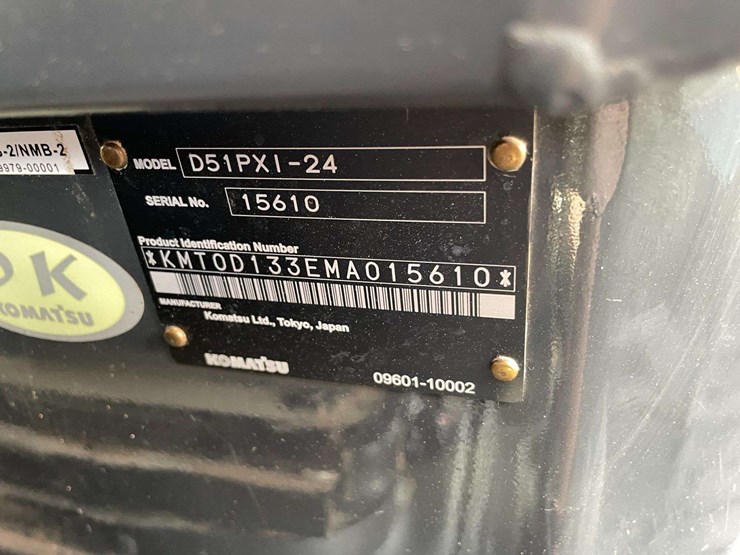 -2/NMB-2
9979-00001
MODEL D51PXI-24
SERIAL No. 15610
Product Identification Number
*KMT0D133EMA015610*
MANUFACTURER
Komatsu Ltd., Tokyo, Japan
KOMATSU
09601-10002
OK
KOMATSU